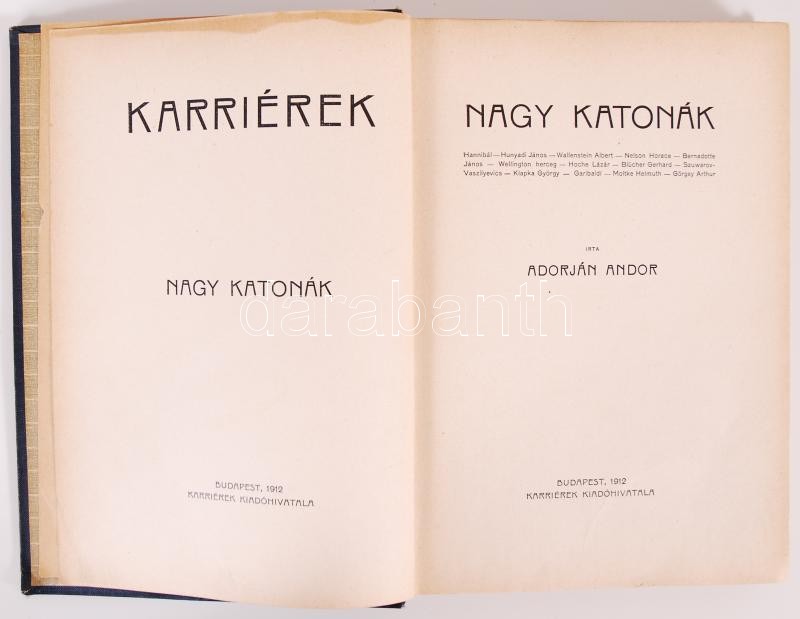 KARRIÉREK
NAGY KATONÁK
BUDAPEST, 1912
KARRIÉREK KIADÓHIVATALA
NAGY KATONÁK
Hannibál — Hunyadi János — Wallenstein Albert — Nelson Horace — Bernadotte
János — Wellington herceg — Hoche Lázár — Blücher Gerhard — Szuwarov-
Vaszilyevics — Klapka György — Garibaldi — Moltke Helmuth — Görgey Arthur
IRTA
ADORJÁN ANDOR
BUDAPEST, 1912
KARRIÉREK KIADÓHIVATALA
darabanth